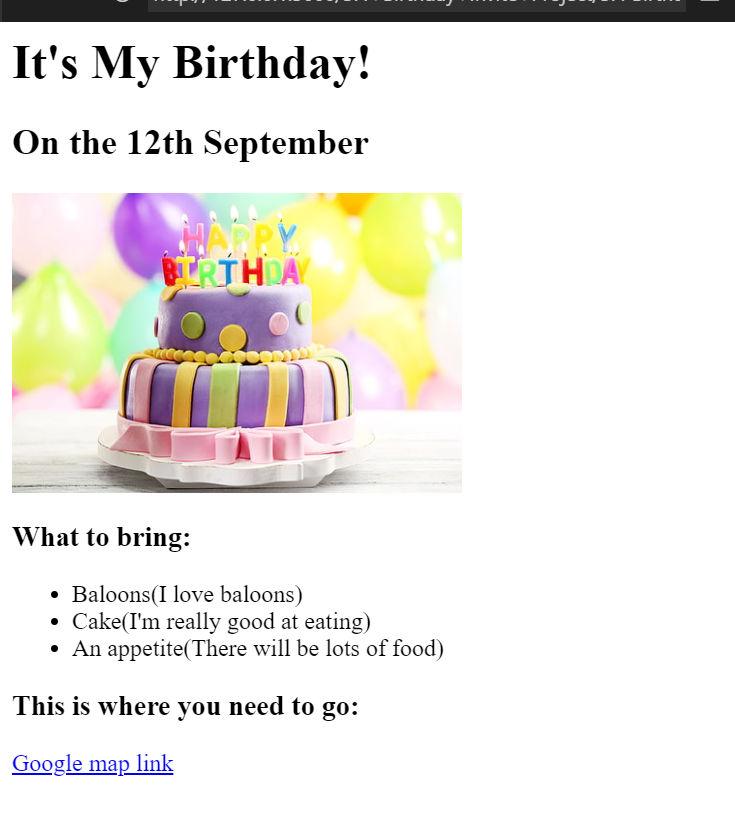 It's My Birthday!
On the 12th September
HAPPY
BIRTHDAY
What to bring:
Baloons(I love baloons)
Cake(I'm really good at eating)
An appetite(There will be lots of food)
This is where you need to go:
Google map link